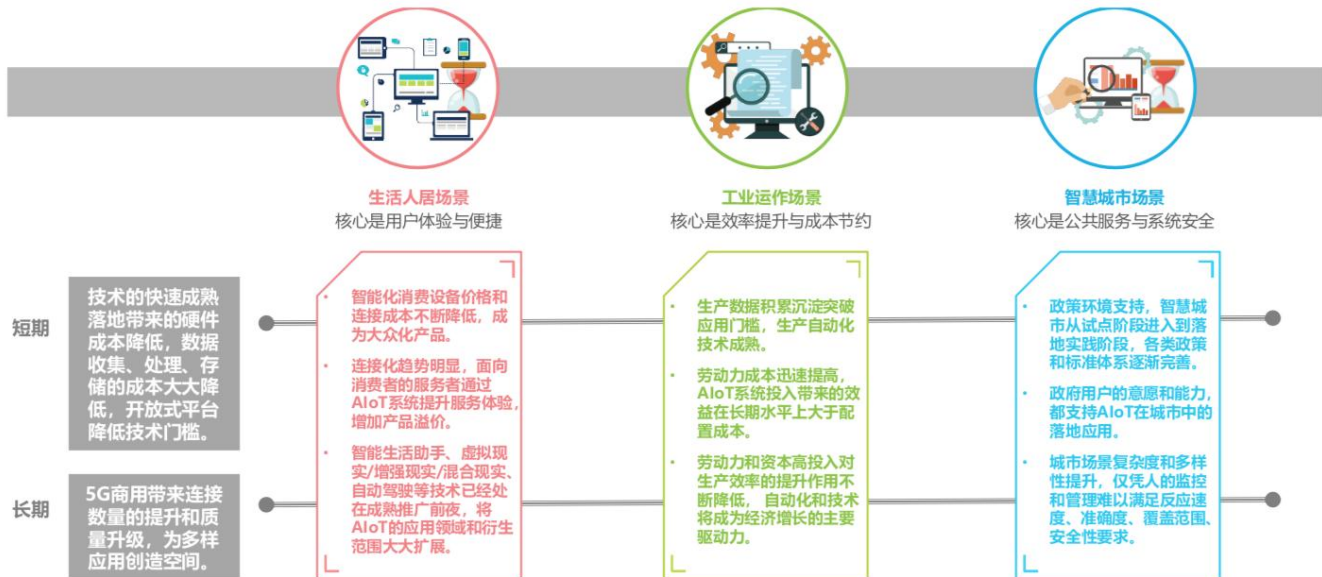 生活人居场景
核心是用户体验与便捷
工业运作场景
核心是效率提升与成本节约
智慧城市场景
核心是公共服务与系统安全
短期
技术的快速成熟
落地带来的硬件
成本降低，数据
收集、处理、存
储的成本大大降
低，开放式平台
降低技术门槛。
长期
5G商用带来连接
数量的提升和质
量升级，为多样
应用创造空间。
• 智能化消费设备价格和
连接成本不断降低，成
为大众化产品。
• 连接化趋势明显，面向
消费者的服务者通过
AIoT系统提升服务体验，
增加产品溢价。
• 智能生活助手、虚拟现
实/增强现实/混合现实、
自动驾驶等技术已经处
在成熟推广前夜，将
AIoT的应用领域和衍生
范围大大扩展。
• 生产数据积累沉淀突破
应用门槛，生产自动化
技术成熟。
• 劳动力成本迅速提高，
AIoT系统投入带来的效
益在长期水平上大于配
置成本。
• 劳动力和资本高投入对
生产效率的提升作用不
断降低， 自动化和技术
将成为经济增长的主要
驱动力。
• 政策环境支持，智慧城
市从试点阶段进入到落
地实践阶段，各类政策
和标准体系逐渐完善。
• 政府用户的意愿和能力，
都支持AIoT在城市中的
落地应用。
• 城市场景复杂度和多样
性提升，仅凭人的监控
和管理难以满足反应速
度、准确度、覆盖范围、
安全性要求。